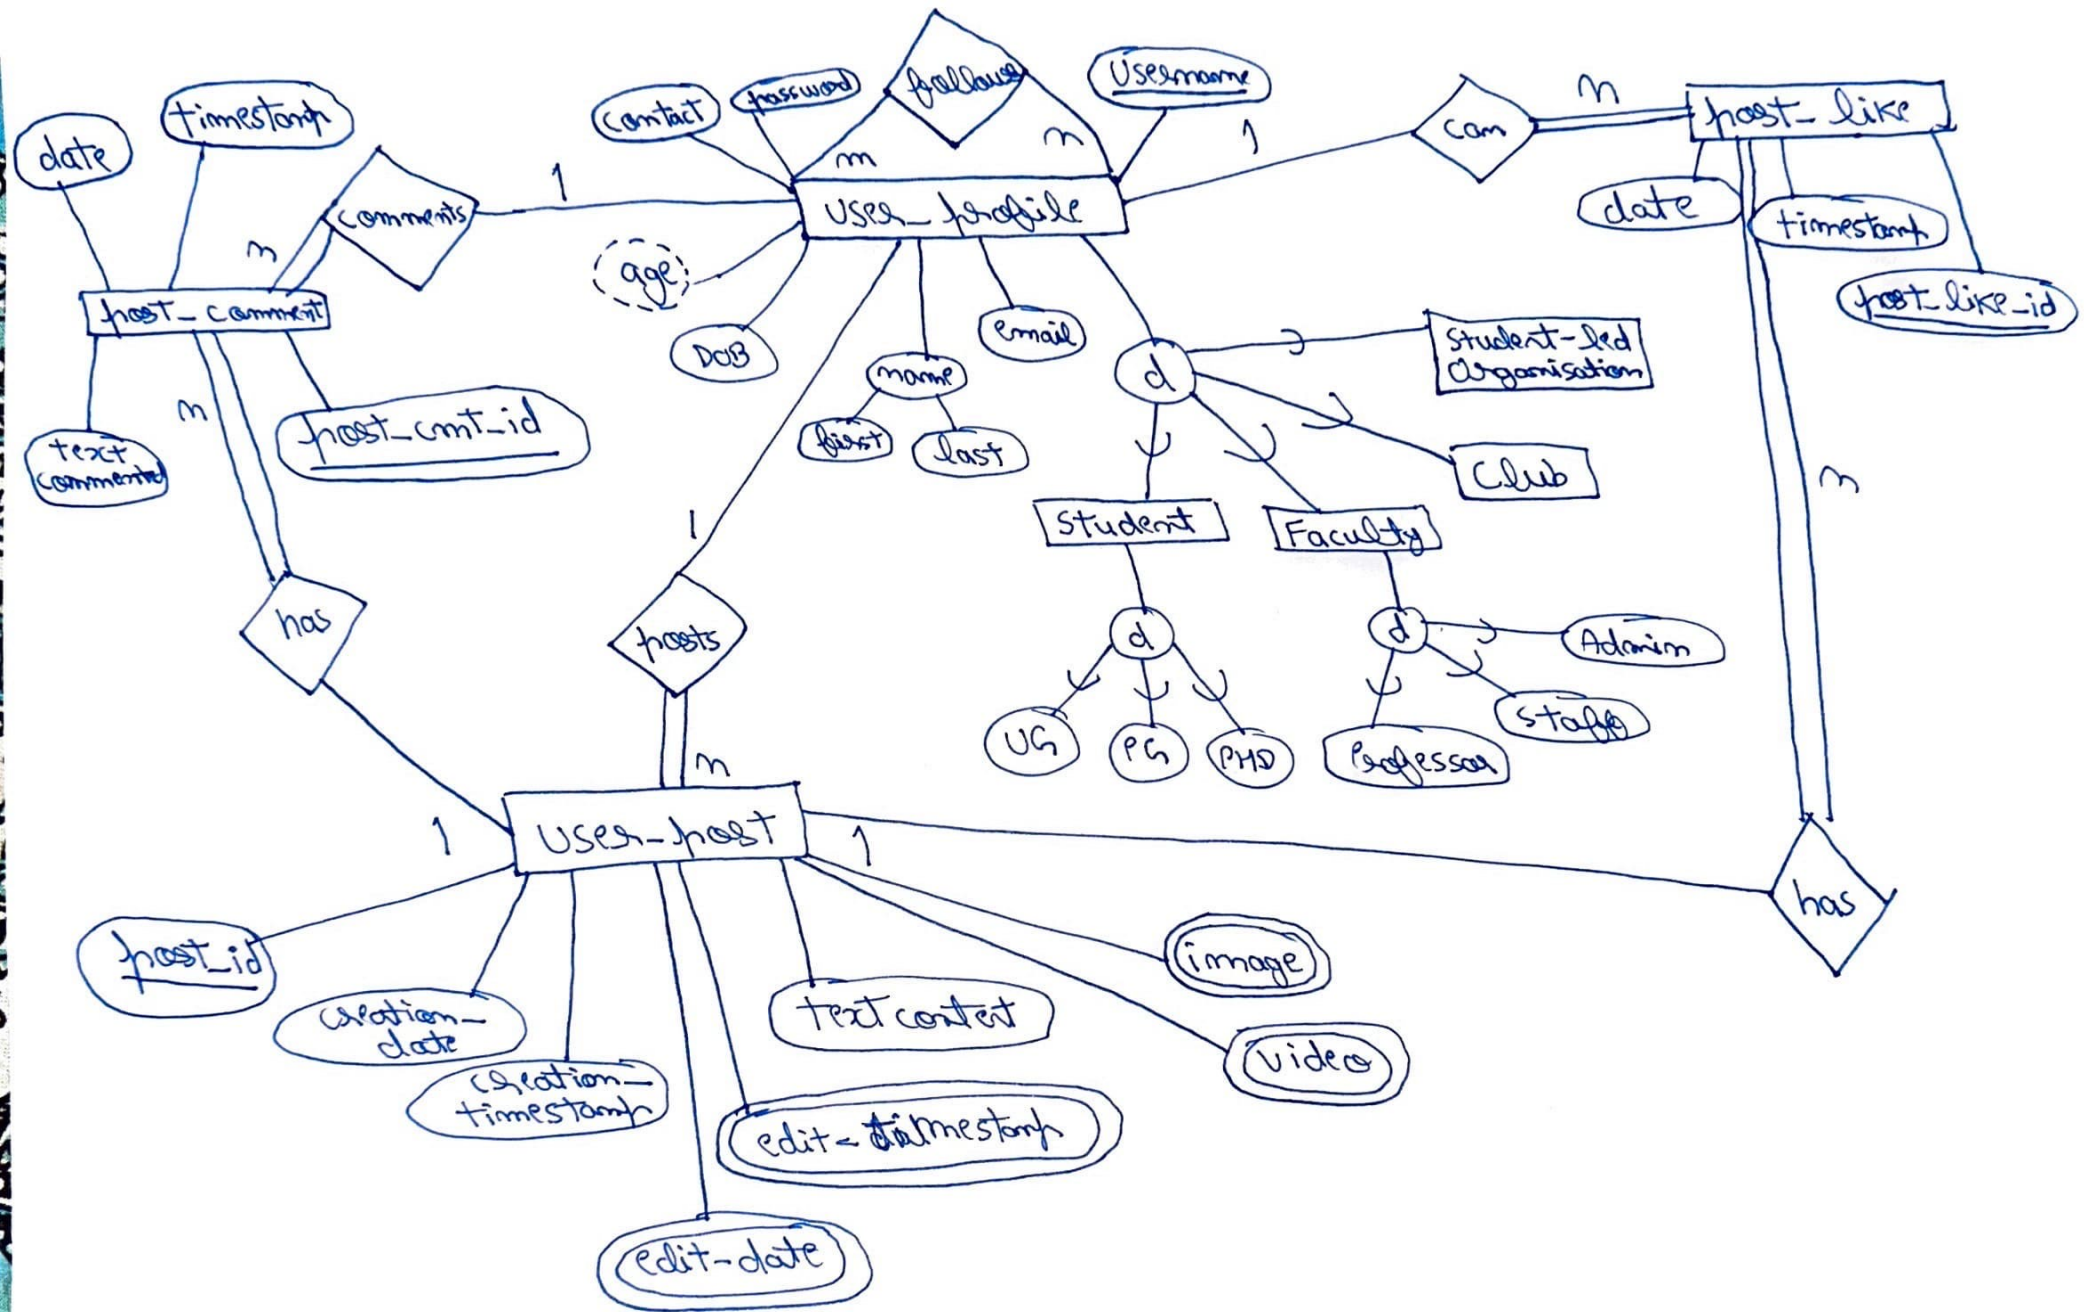 follows
Username
password
contact
timestamp
date
can
n
post_like
1
m
n
1
comments
n
user_profile
date
timestamp
age
post_like_id
post_comment
DOB
email
name
first
last
d
Student-led
Organisation
Club
n
post_cmt_id
text
commented
n
1
Student
Faculty
has
posts
d
d
Admin
Staff
UG
PG
PHD
Professor
n
1
user_post
1
has
post_id
image
creation_
date
text content
video
creation_
timestamp
edit-timestamp
edit-date